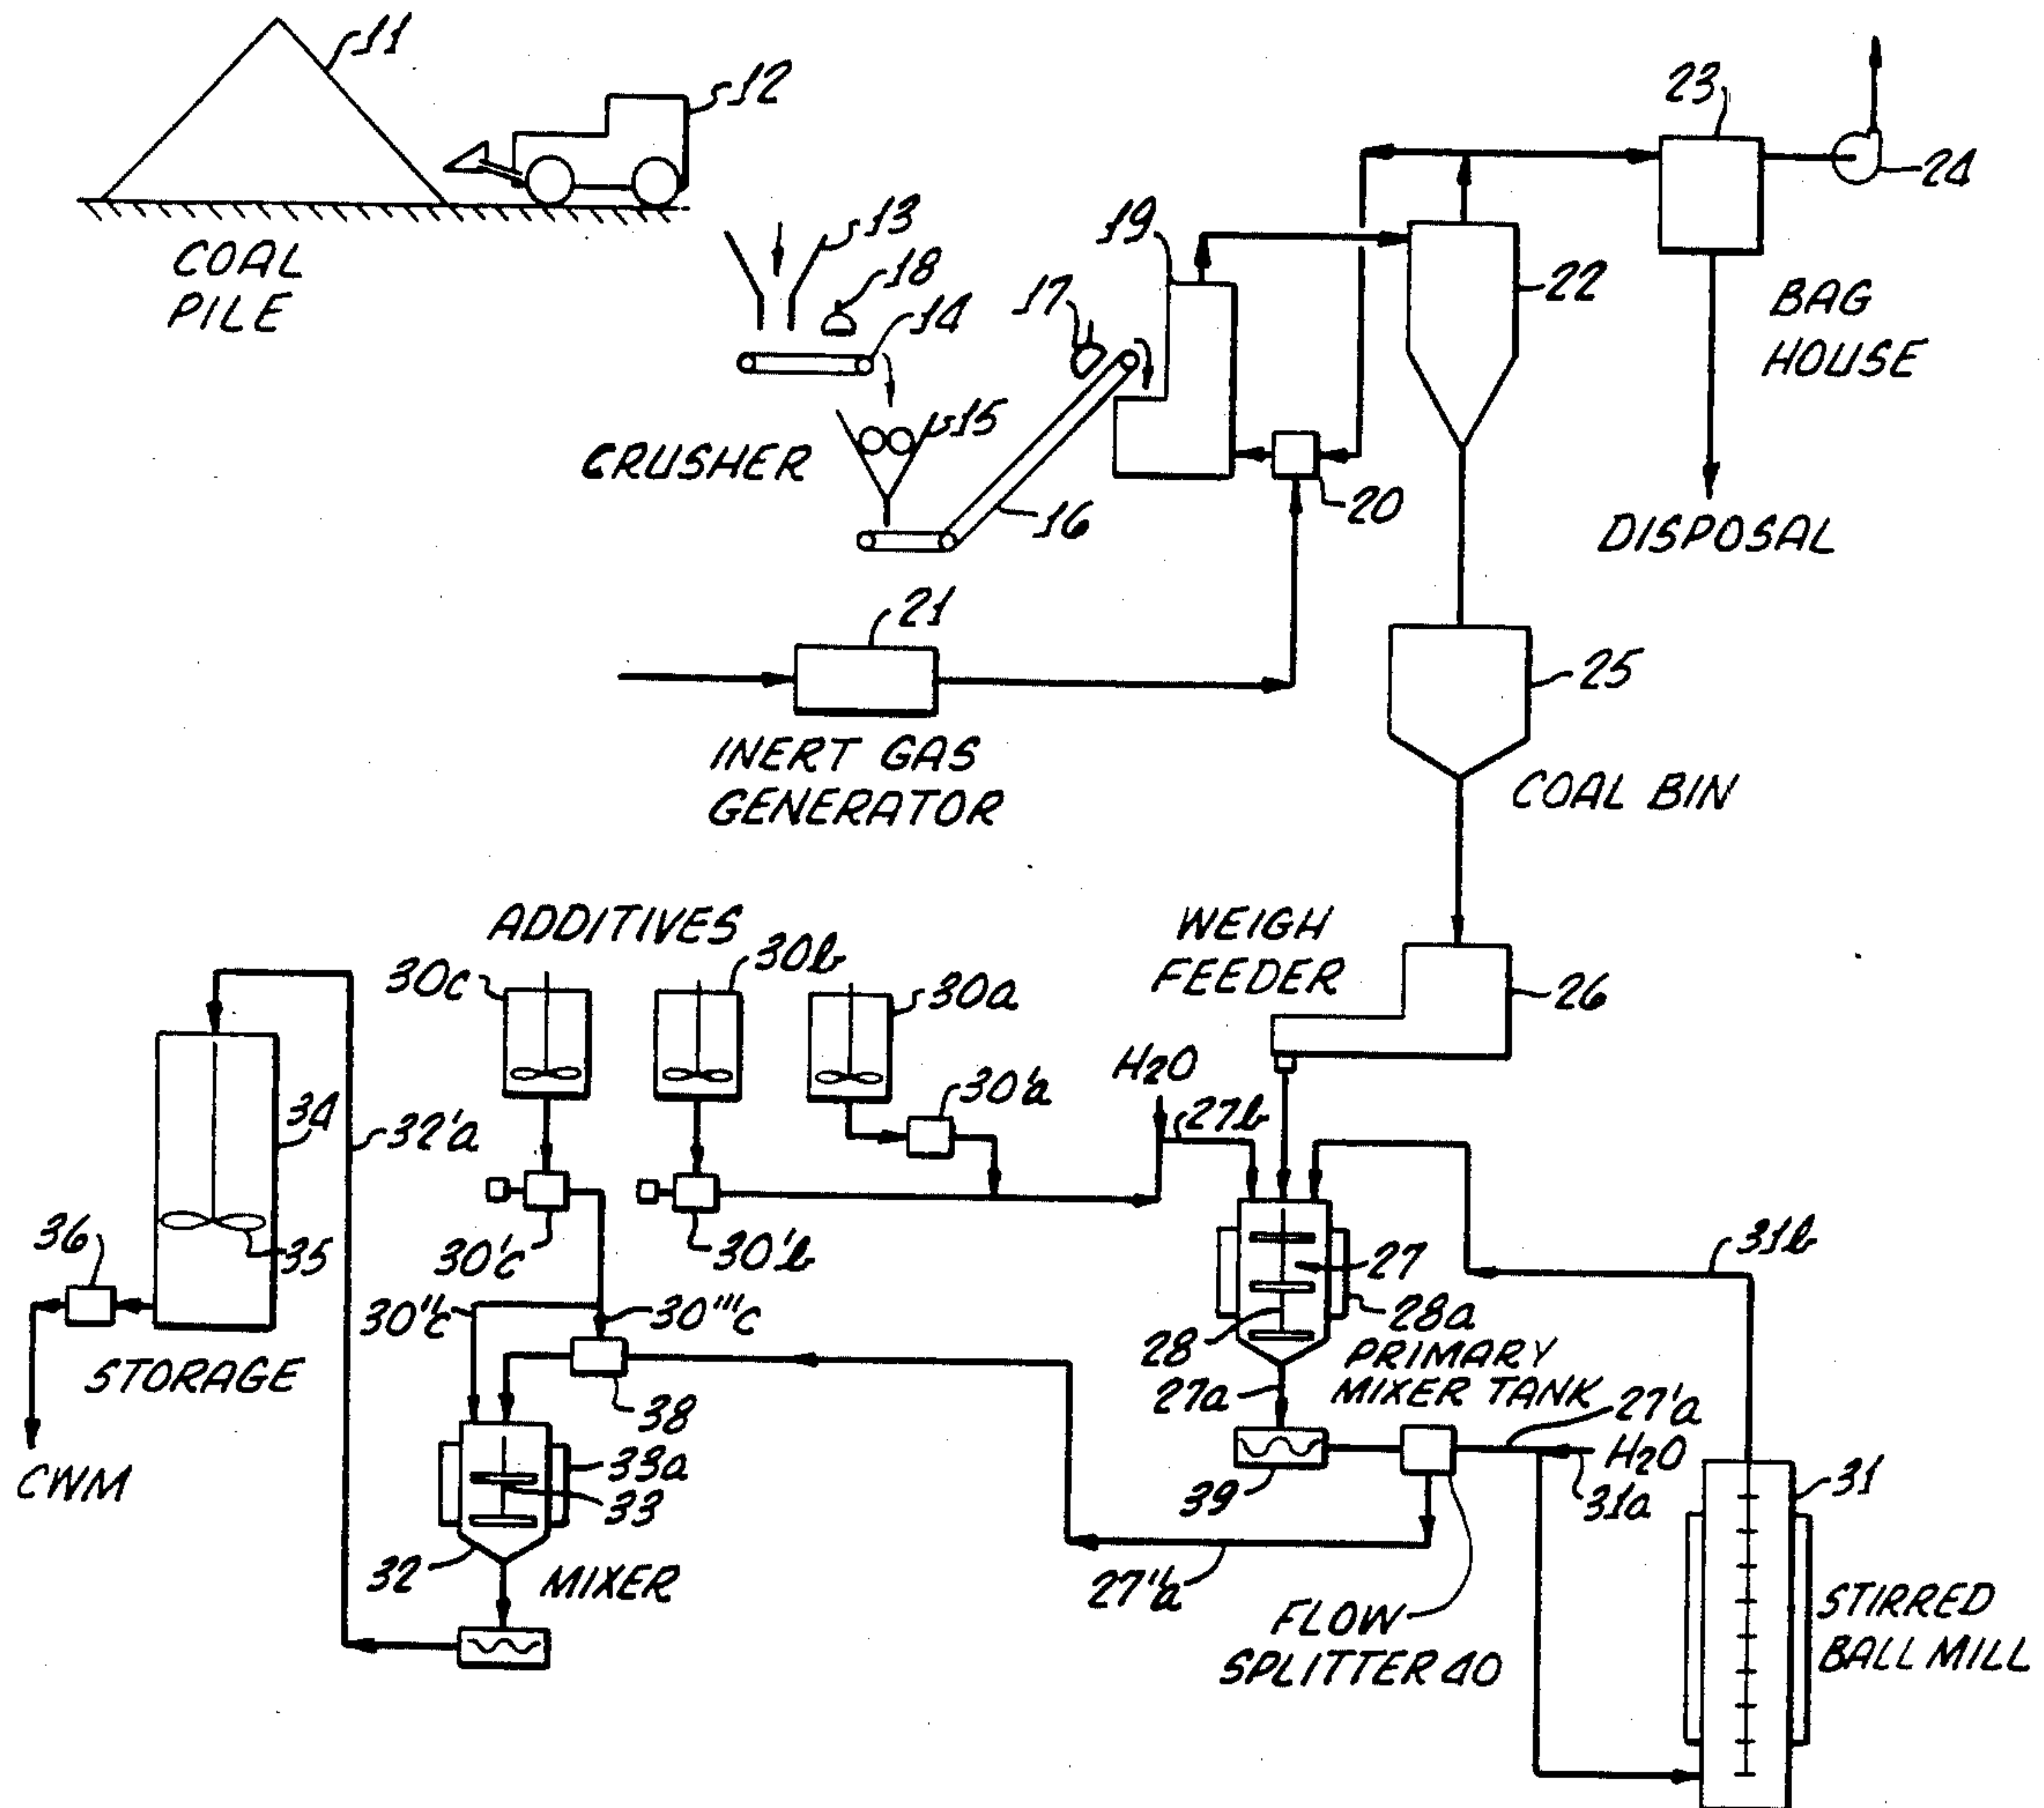 11
12
COAL
PILE
13
18
14
CRUSHER
15
17
16
19
20
22
23
24
BAG
HOUSE
DISPOSAL
21
INERT GAS
GENERATOR
25
COAL BIN
WEIGH
FEEDER
26
ADDITIVES
30c
30b
30a
30'a
H2O
27b
34
32'a
35
36
STORAGE
CWM
30'c
30'b
30"c
30'''c
38
27
28a
28
PRIMARY
MIXER TANK
27a
27'a
H2O
31a
31b
31
39
33a
33
32
MIXER
27"a
FLOW
SPLITTER 40
STIRRED
BALL MILL